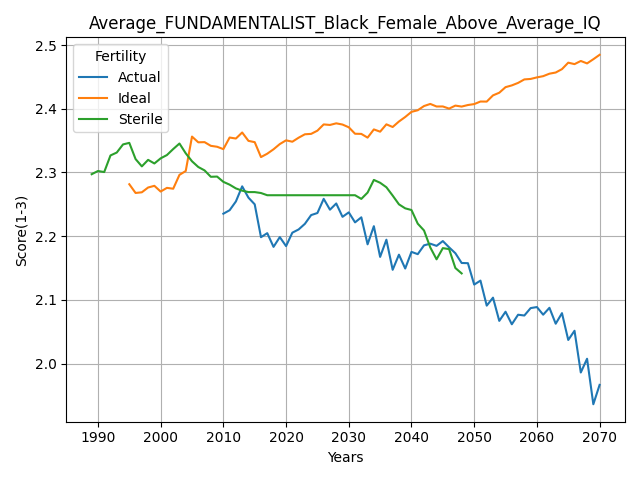 Average_FUNDAMENTALIST_Black_Female_Above_Average_IQ
Fertility
Actual
Ideal
Sterile
Score(1-3)
2.5
2.4
2.3
2.2
2.1
2.0
1990 2000 2010 2020 2030 2040 2050 2060 2070
Years